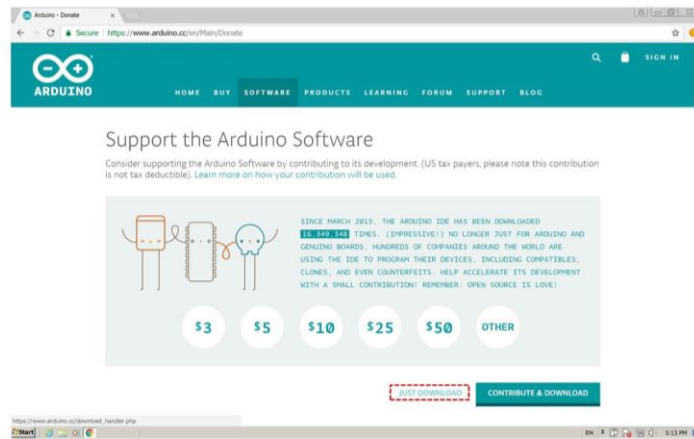 Arduino - Donate
Secure https://www.arduino.cc/en/Main/Donate
SIGN IN
ARDUINO
HOME BUY SOFTWARE PRODUCTS LEARNING FORUM SUPPORT BLOG
Support the Arduino Software
Consider supporting the Arduino Software by contributing to its development. (US tax payers, please note this contribution
is not tax deductible). Learn more on how your contribution will be used.
SINCE MARCH 2015, THE ARDUINO IDE HAS BEEN DOWNLOADED
16,349,348 TIMES. (IMPRESSIVE!) NO LONGER JUST FOR ARDUINO AND
GENUINO BOARDS, HUNDREDS OF COMPANIES AROUND THE WORLD ARE
USING THE IDE TO PROGRAM THEIR DEVICES, INCLUDING COMPATIBLES,
CLONES, AND EVEN COUNTERFEITS. HELP ACCELERATE ITS DEVELOPMENT
WITH A SMALL CONTRIBUTION! REMEMBER: OPEN SOURCE IS LOVE!
$3 $5 $10 $25 $50 OTHER
JUST DOWNLOAD CONTRIBUTE & DOWNLOAD
https://www.arduino.cc/download_handler.php
Start EN 5:13 PM